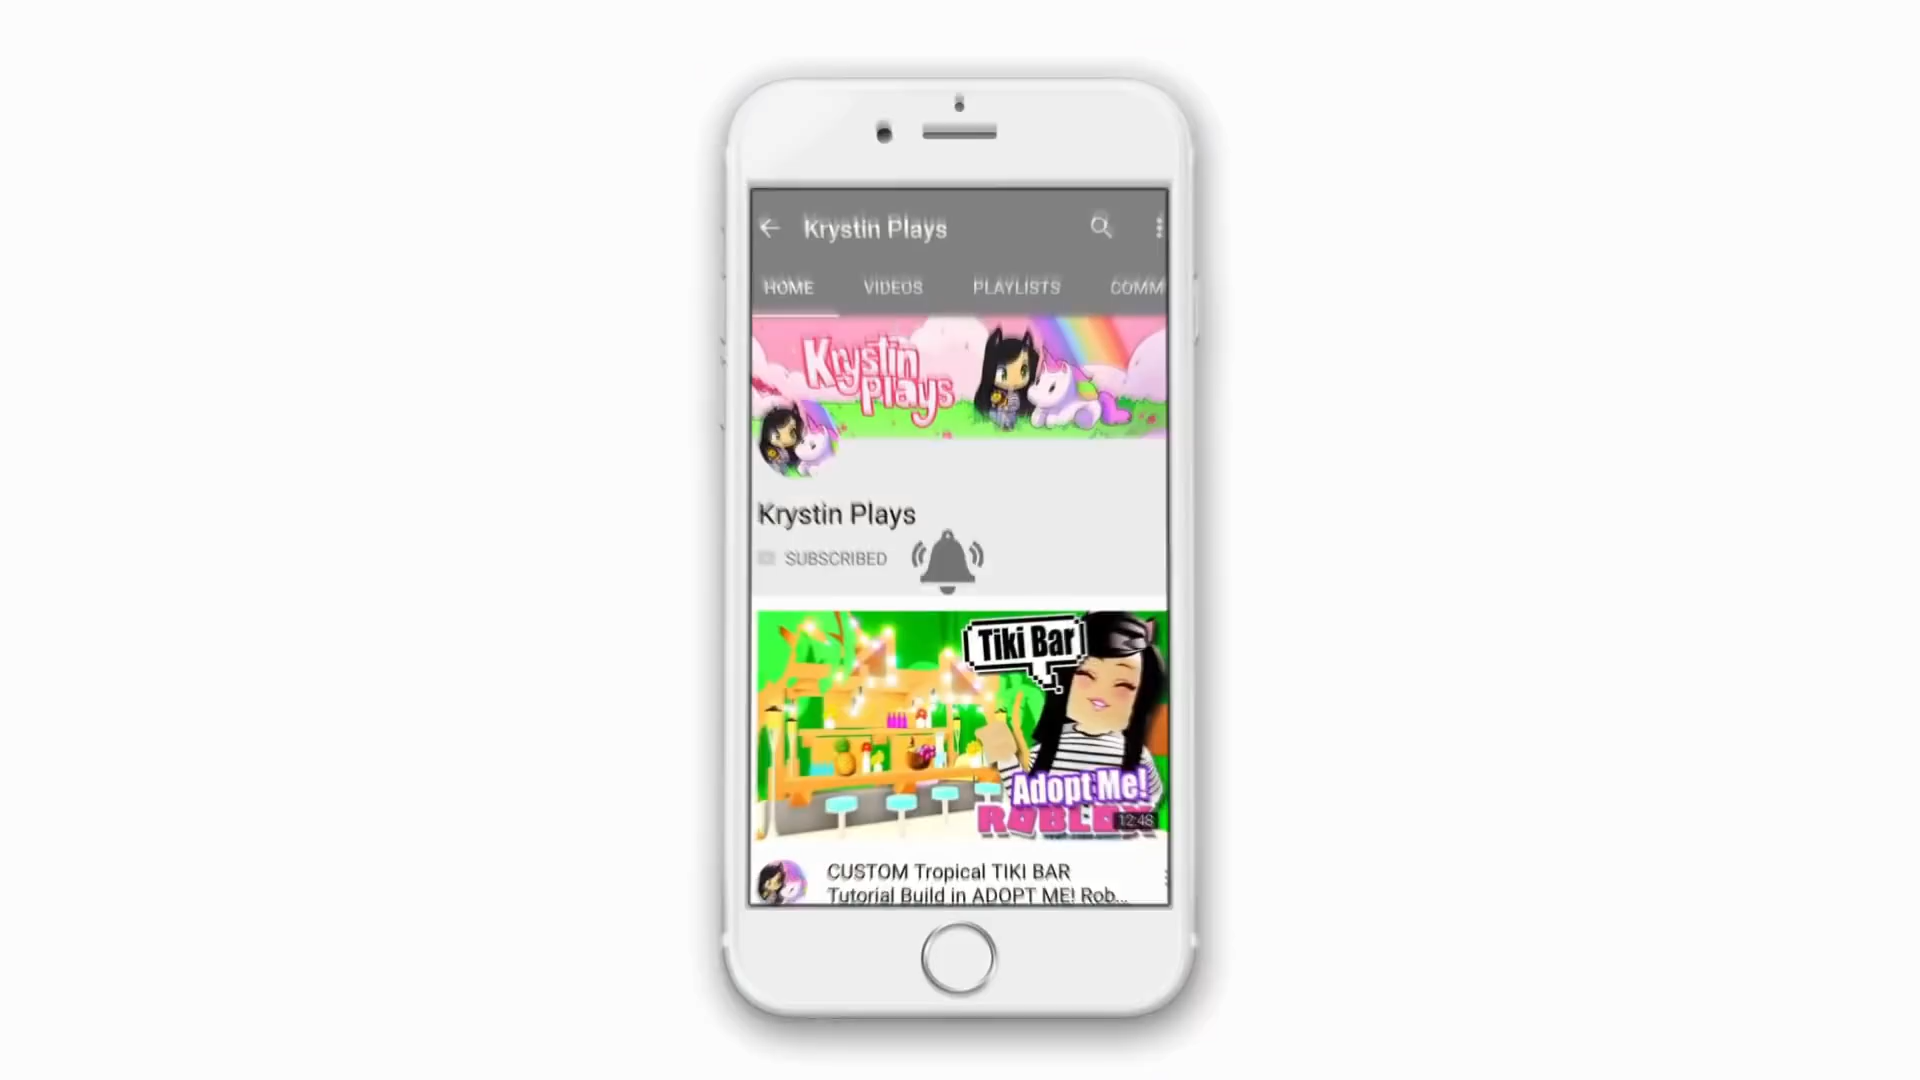 Krystin Plays
HOME VIDEOS PLAYLISTS COMM
Krystin
Plays
Krystin Plays
SUBSCRIBED
Tiki Bar
Adopt Me!
ROBLOX
12:48
CUSTOM Tropical TIKI BAR
Tutorial Build in ADOPT ME! Rob...